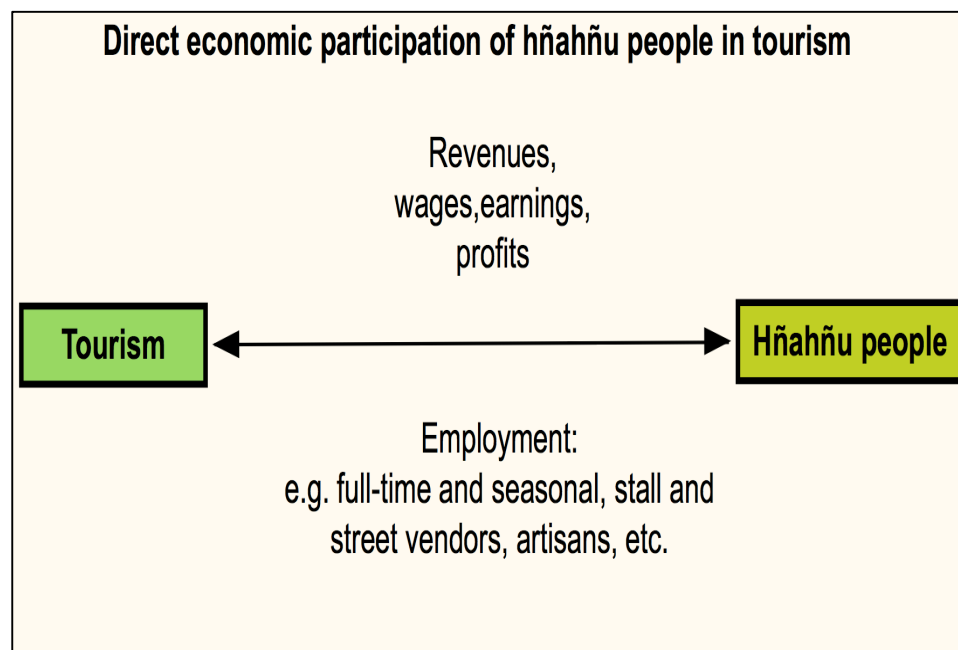 Direct economic participation of hñahñu people in tourism
Revenues,
wages,earnings,
profits
Tourism
Hñahñu people
Employment:
e.g. full-time and seasonal, stall and
street vendors, artisans, etc.